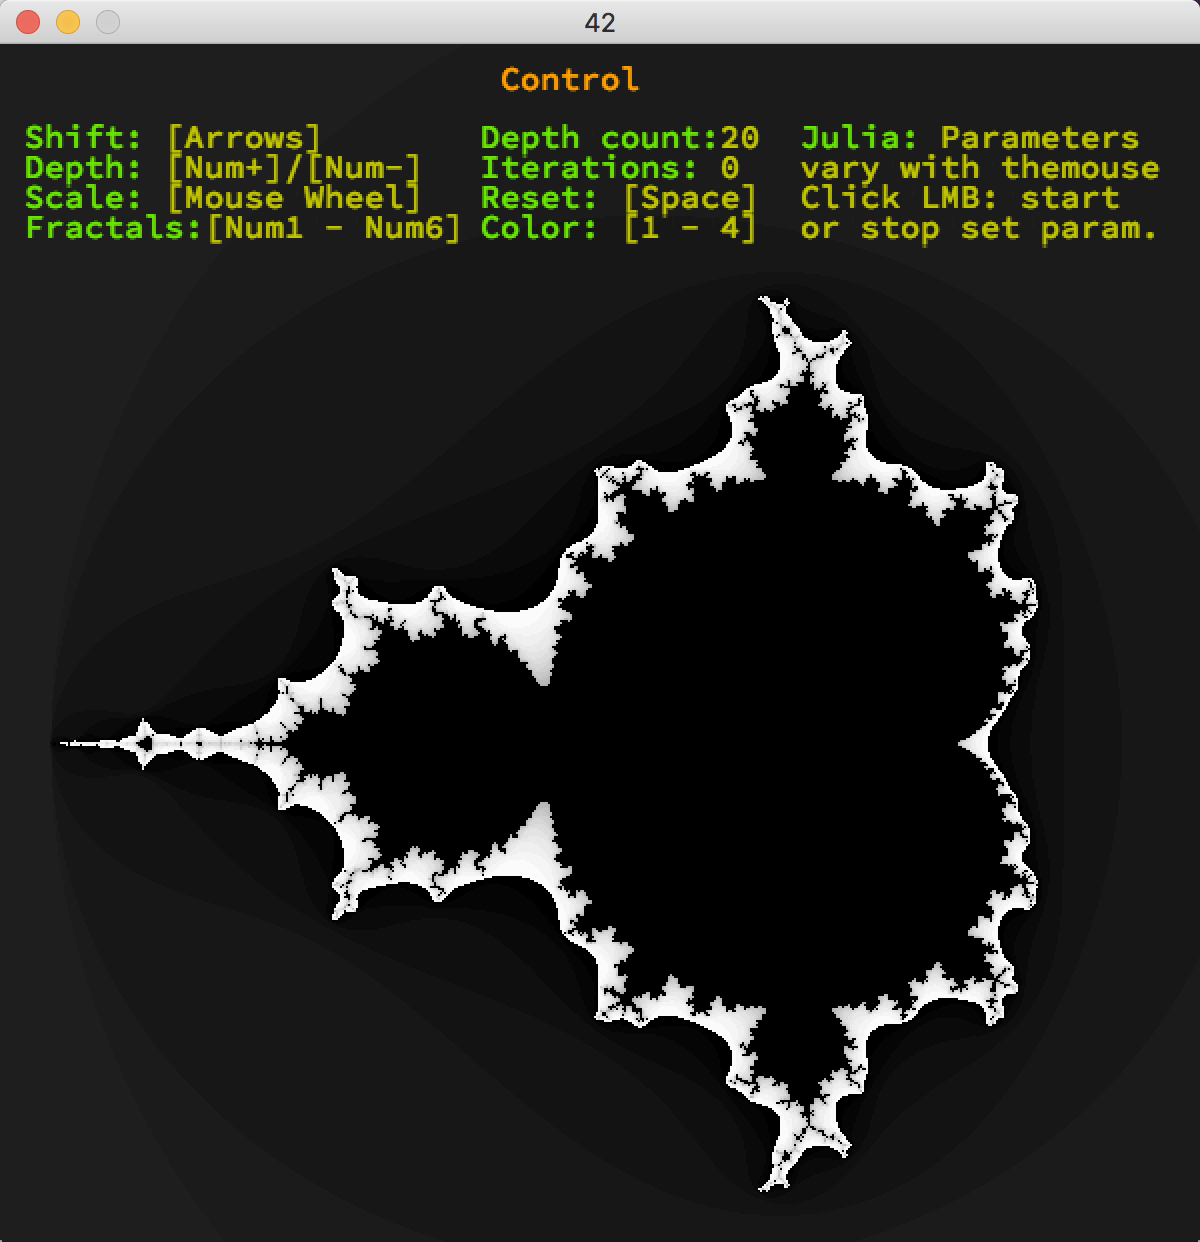 42
Control
Shift: [Arrows] Depth count:20 Julia: Parameters
Depth: [Num+]/[Num-] Iterations: 0 vary with themouse
Scale: [Mouse Wheel] Reset: [Space] Click LMB: start
Fractals:[Num1 - Num6] Color: [1 - 4] or stop set param.